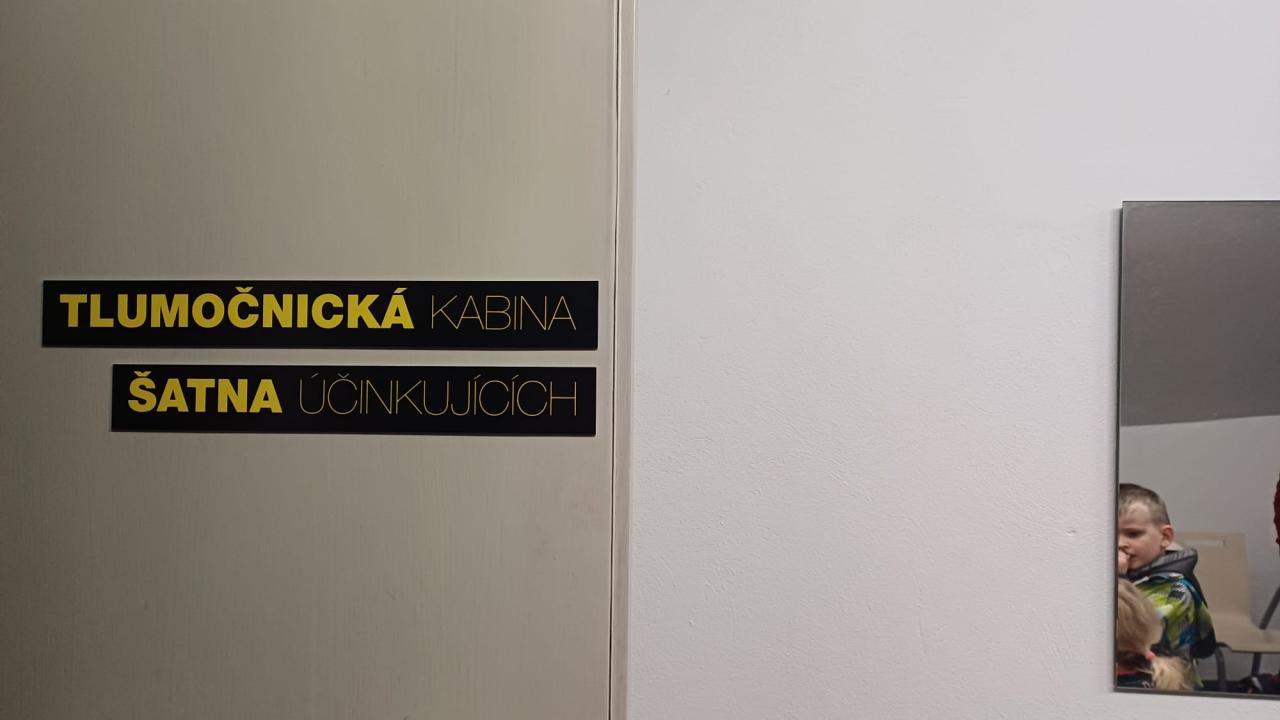 TLUMOČNICKÁ KABINA
ŠATNA ÚČINKUJÍCÍCH